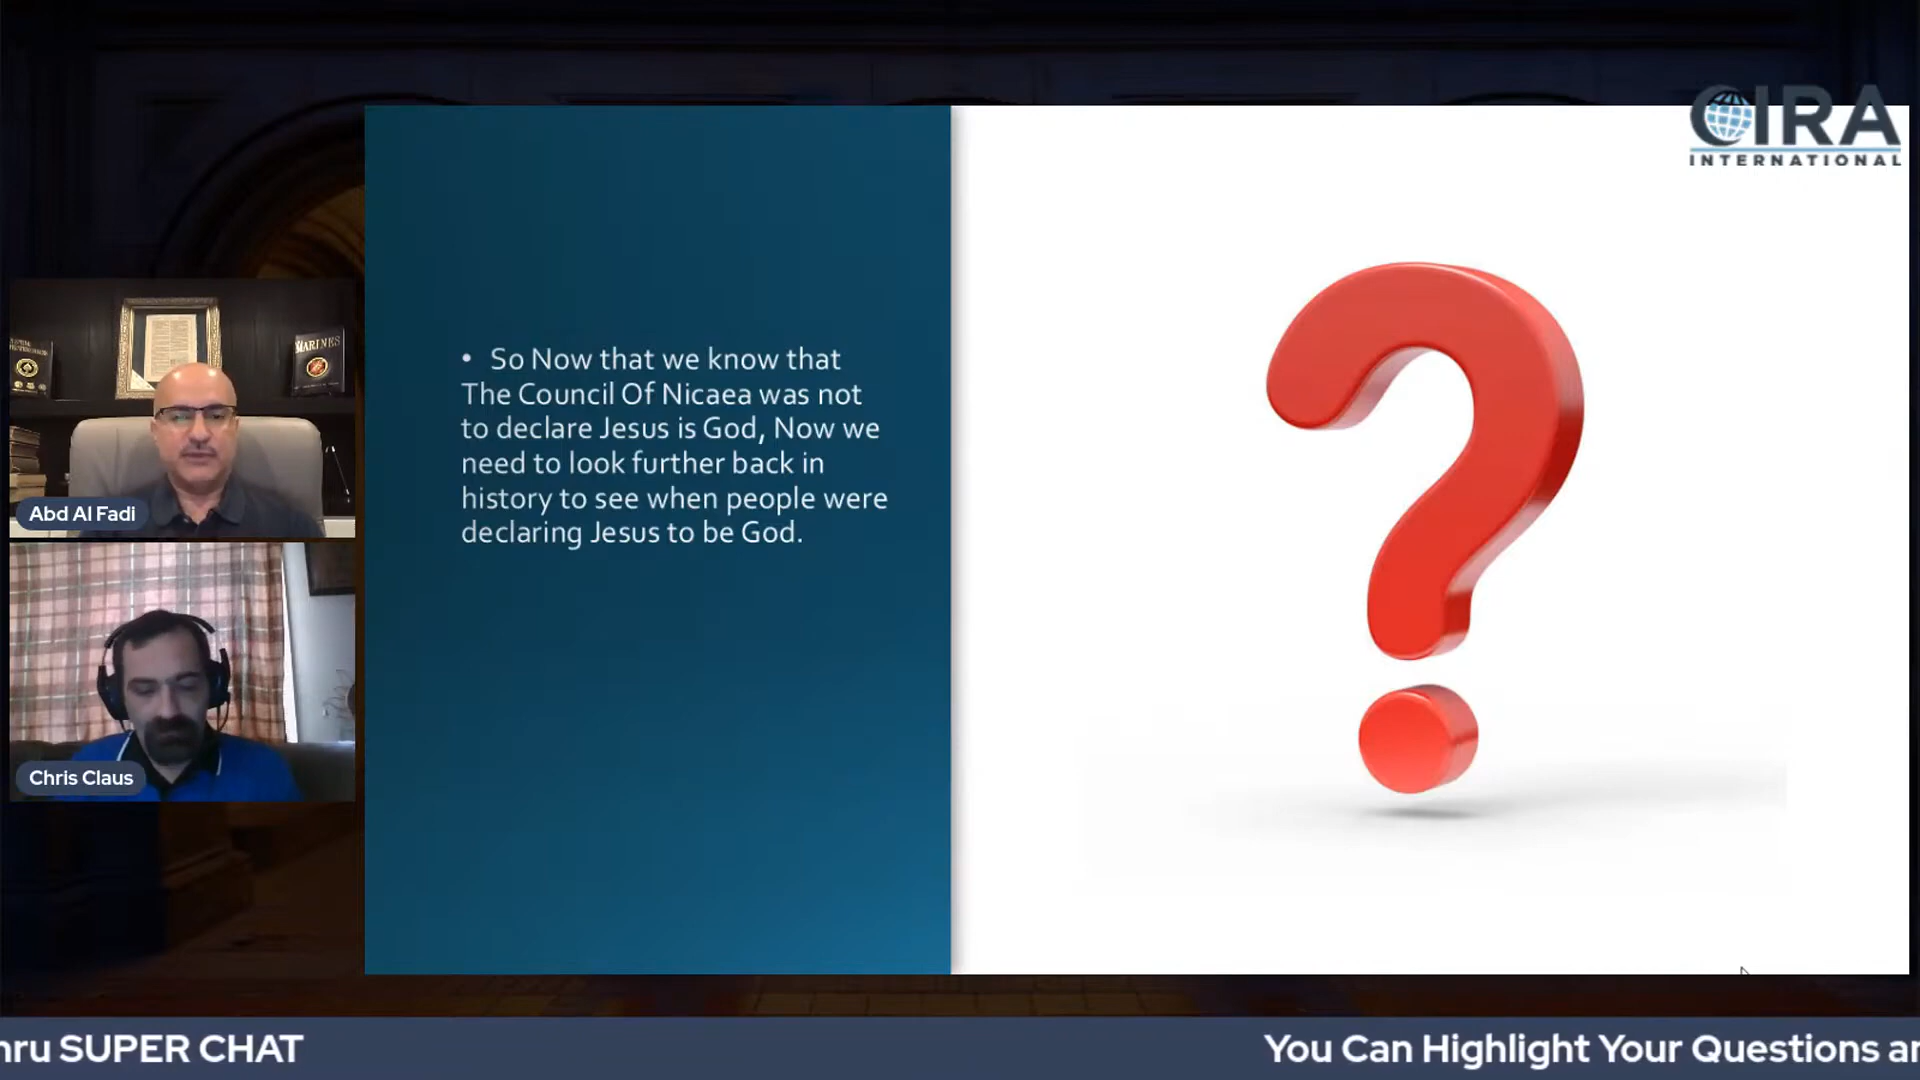 CIRA
INTERNATIONAL
MARINES
• So Now that we know that
The Council Of Nicaea was not
to declare Jesus is God, Now we
need to look further back in
history to see when people were
declaring Jesus to be God.
Abd Al Fadi
Chris Claus
hru SUPER CHAT
You Can Highlight Your Questions an